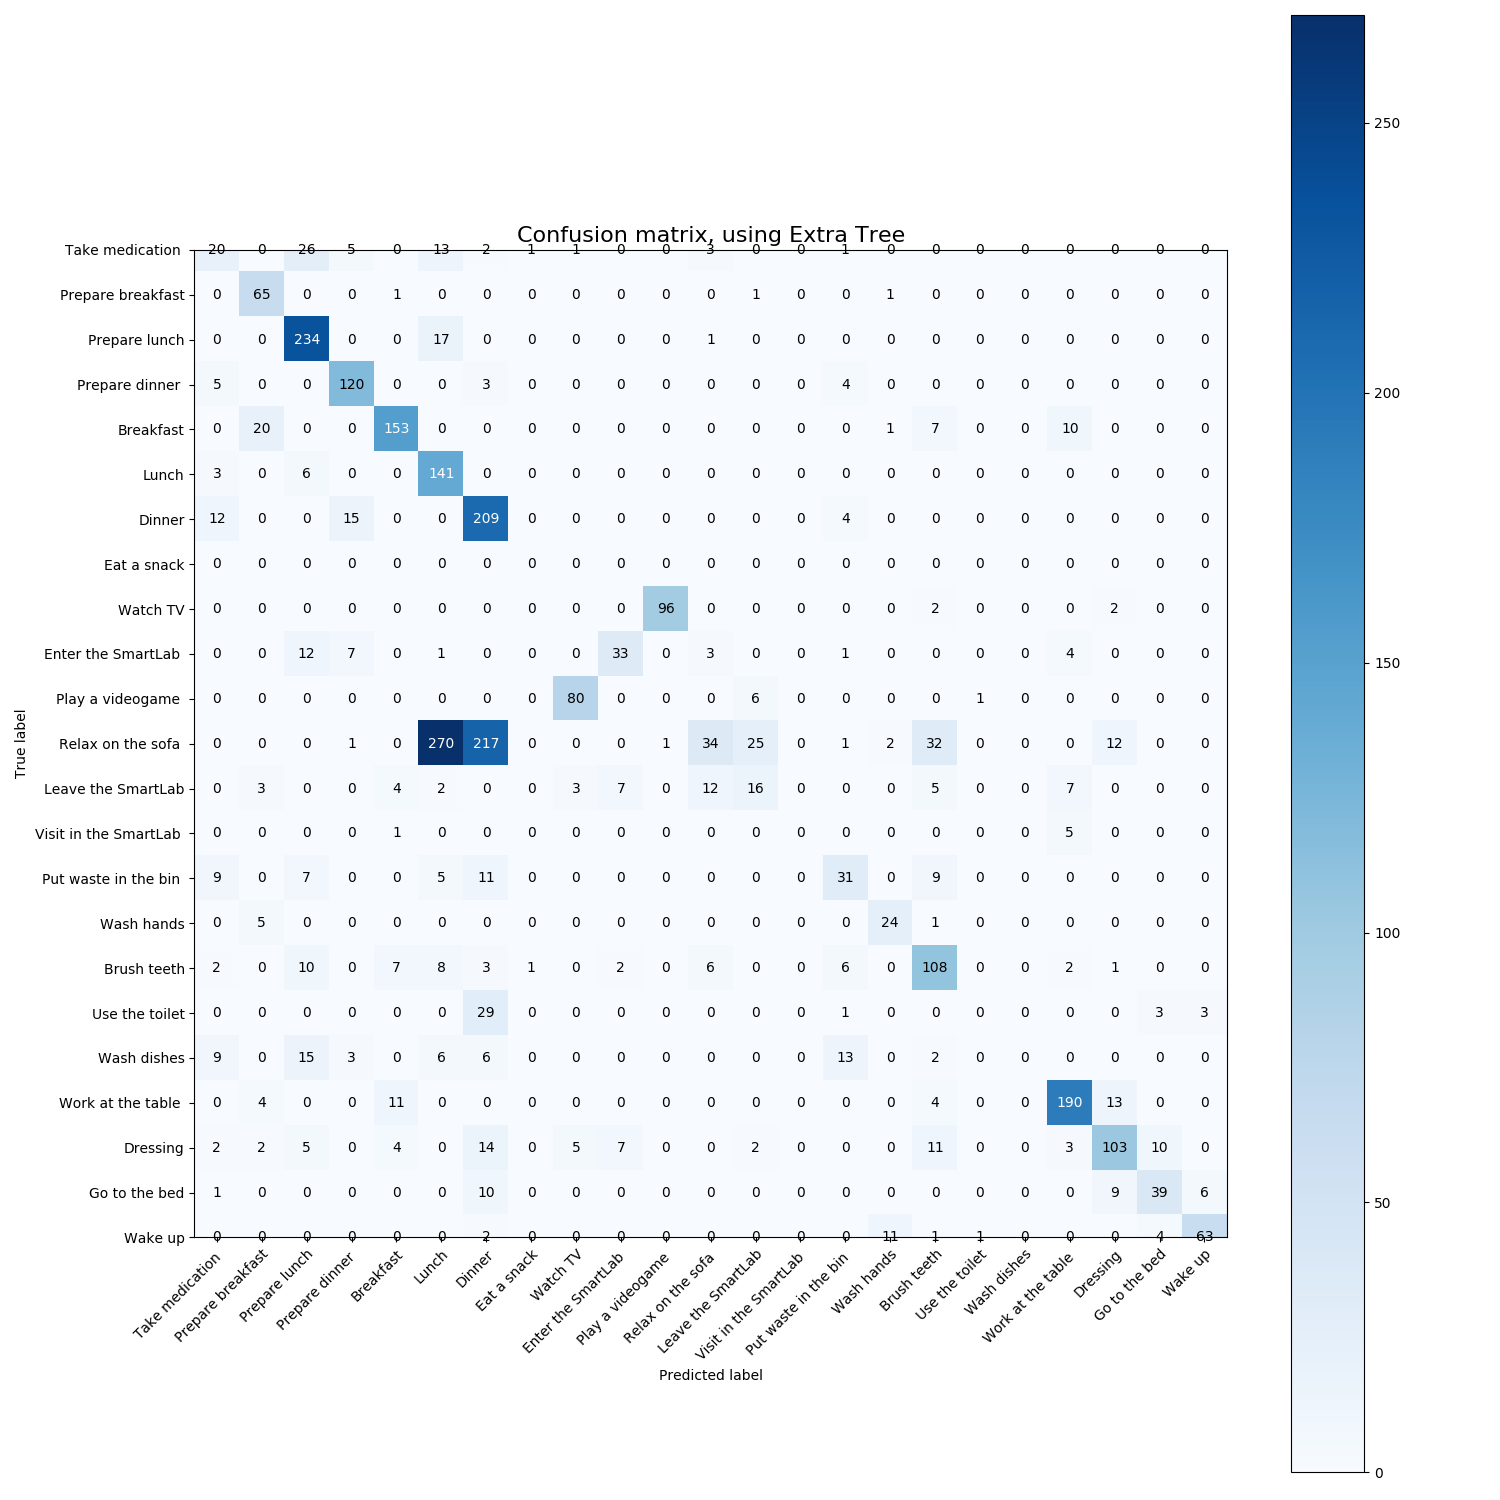 Confusion matrix, using Extra Tree
Take medication 20 0 26 5 0 13 2 1 1 0 0 3 0 0 1 0 0 0 0 0 0 0 0
Prepare breakfast 0 65 0 0 1 0 0 0 0 0 0 0 1 0 0 1 0 0 0 0 0 0 0
Prepare lunch 0 0 234 0 0 17 0 0 0 0 0 1 0 0 0 0 0 0 0 0 0 0 0
Prepare dinner 5 0 0 120 0 0 3 0 0 0 0 0 0 0 4 0 0 0 0 0 0 0 0
Breakfast 0 20 0 0 153 0 0 0 0 0 0 0 0 0 0 1 7 0 0 10 0 0 0
Lunch 3 0 6 0 0 141 0 0 0 0 0 0 0 0 0 0 0 0 0 0 0 0 0
Dinner 12 0 0 15 0 0 209 0 0 0 0 0 0 0 4 0 0 0 0 0 0 0 0
Eat a snack 0 0 0 0 0 0 0 0 0 0 0 0 0 0 0 0 0 0 0 0 0 0 0
Watch TV 0 0 0 0 0 0 0 0 0 0 96 0 0 0 0 0 2 0 0 0 2 0 0
Enter the SmartLab 0 0 12 7 0 1 0 0 0 33 0 3 0 0 1 0 0 0 0 4 0 0 0
Play a videogame 0 0 0 0 0 0 0 0 80 0 0 0 6 0 0 0 0 1 0 0 0 0 0
Relax on the sofa 0 0 0 1 0 270 217 0 0 0 1 34 25 0 1 2 32 0 0 0 12 0 0
Leave the SmartLab 0 3 0 0 4 2 0 0 3 7 0 12 16 0 0 0 5 0 0 7 0 0 0
Visit in the SmartLab 0 0 0 0 1 0 0 0 0 0 0 0 0 0 0 0 0 0 0 5 0 0 0
Put waste in the bin 9 0 7 0 0 5 11 0 0 0 0 0 0 0 31 0 9 0 0 0 0 0 0
Wash hands 0 5 0 0 0 0 0 0 0 0 0 0 0 0 0 24 1 0 0 0 0 0 0
Brush teeth 2 0 10 0 7 8 3 1 0 2 0 6 0 0 6 0 108 0 0 2 1 0 0
Use the toilet 0 0 0 0 0 0 29 0 0 0 0 0 0 0 1 0 0 0 0 0 0 3 3
Wash dishes 9 0 15 3 0 6 6 0 0 0 0 0 0 0 13 0 2 0 0 0 0 0 0
Work at the table 0 4 0 0 11 0 0 0 0 0 0 0 0 0 0 0 4 0 0 190 13 0 0
Dressing 2 2 5 0 4 0 14 0 5 7 0 0 2 0 0 0 11 0 0 3 103 10 0
Go to the bed 1 0 0 0 0 0 10 0 0 0 0 0 0 0 0 0 0 0 0 0 9 39 6
Wake up 0 0 0 0 0 0 2 0 0 0 0 0 0 0 0 11 1 1 0 0 0 4 63
True label
Take medication
Prepare breakfast
Prepare lunch
Prepare dinner
Breakfast
Lunch
Dinner
Eat a snack
Watch TV
Enter the SmartLab
Play a videogame
Relax on the sofa
Leave the SmartLab
Visit in the SmartLab
Put waste in the bin
Wash hands
Brush teeth
Use the toilet
Wash dishes
Work at the table
Dressing
Go to the bed
Wake up
Predicted label
250
200
150
100
50
0